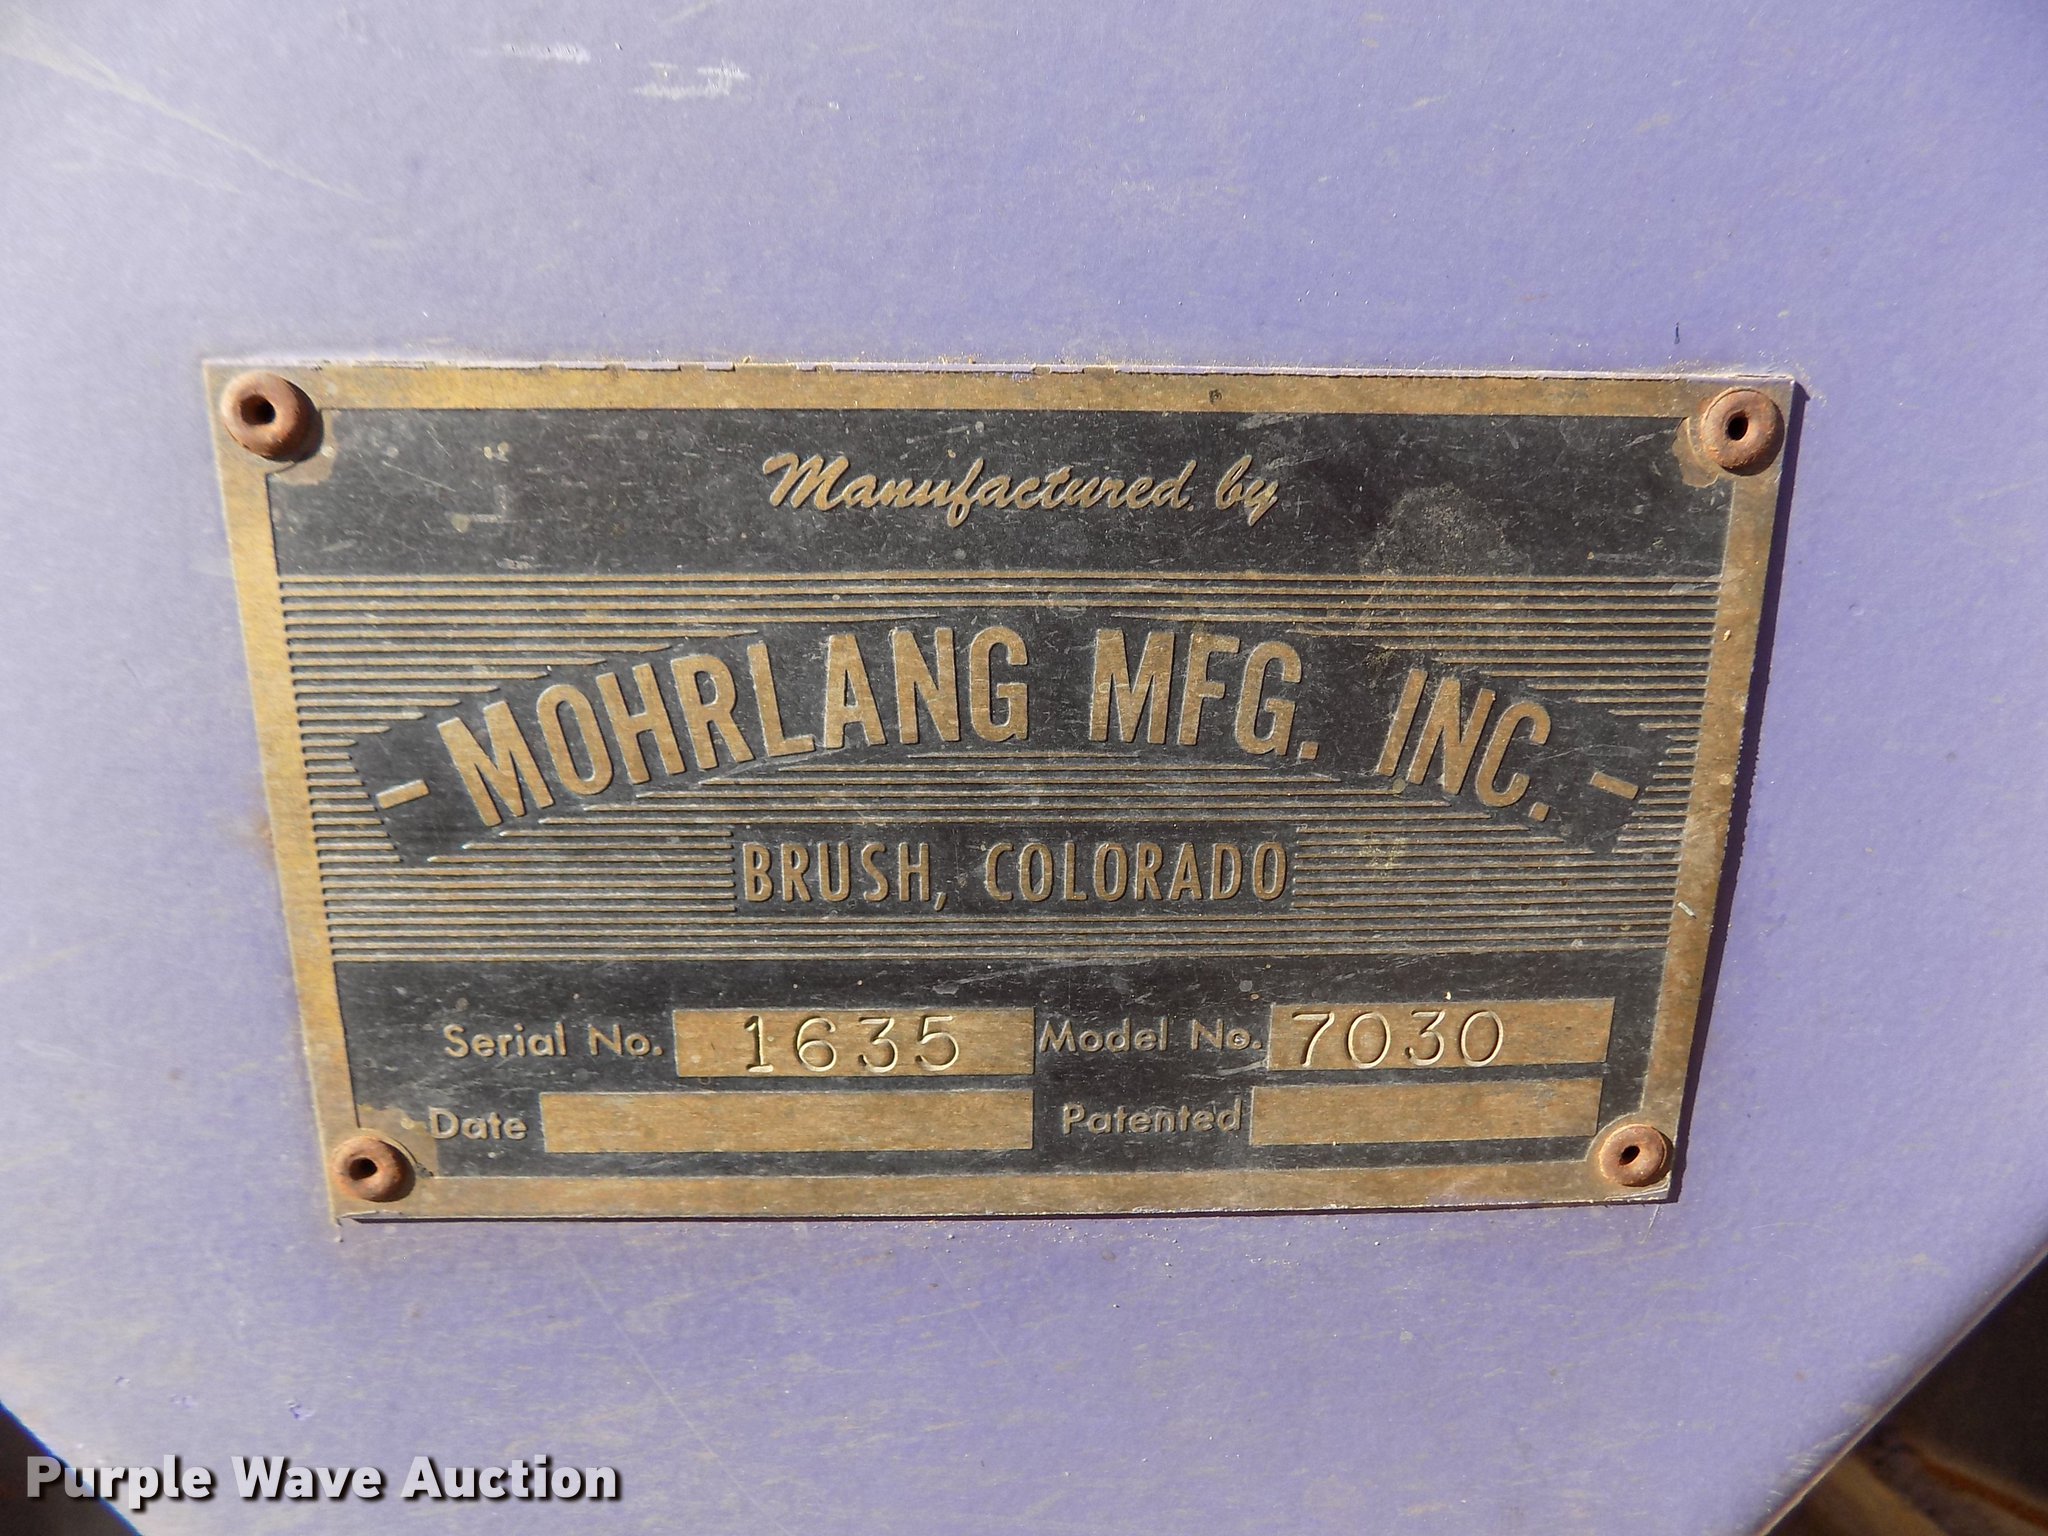 Manufactured by
- MOHRLANG MFG. INC. -
BRUSH, COLORADO
Serial No. 1635 Model No. 7030
Date Patented
Purple Wave Auction